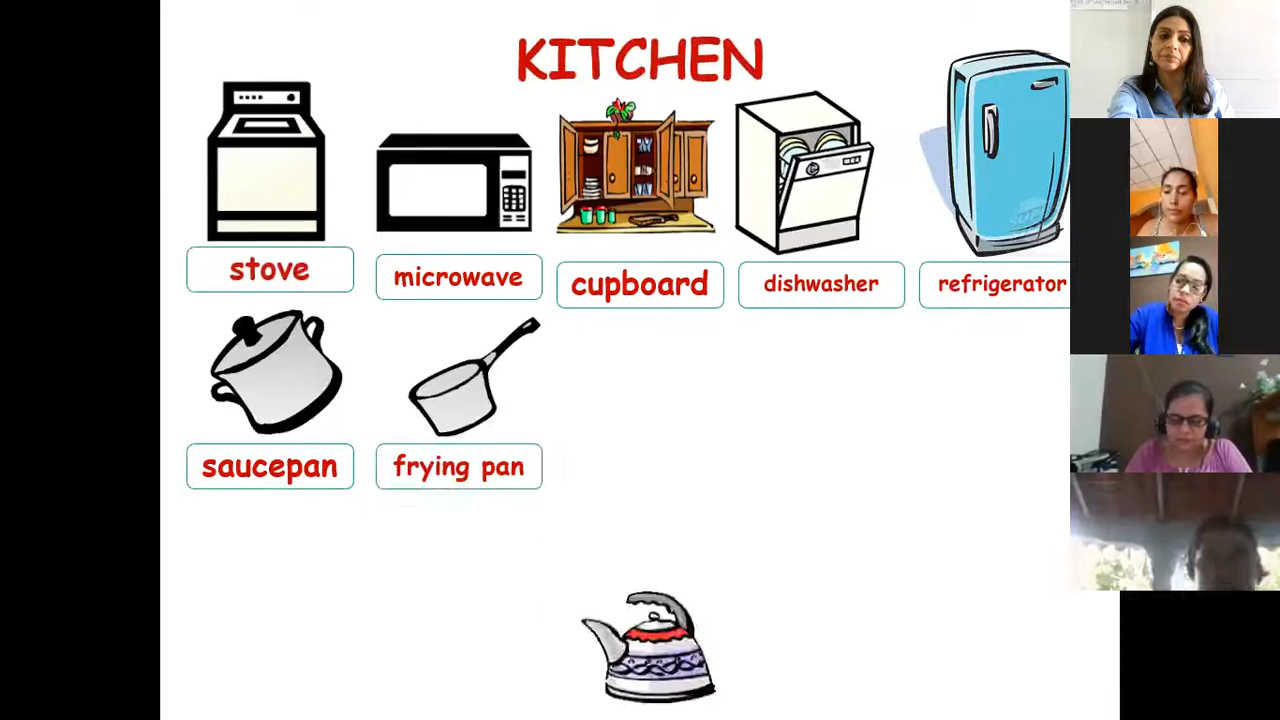 KITCHEN
stove
microwave
cupboard
dishwasher
refrigerator
saucepan
frying pan